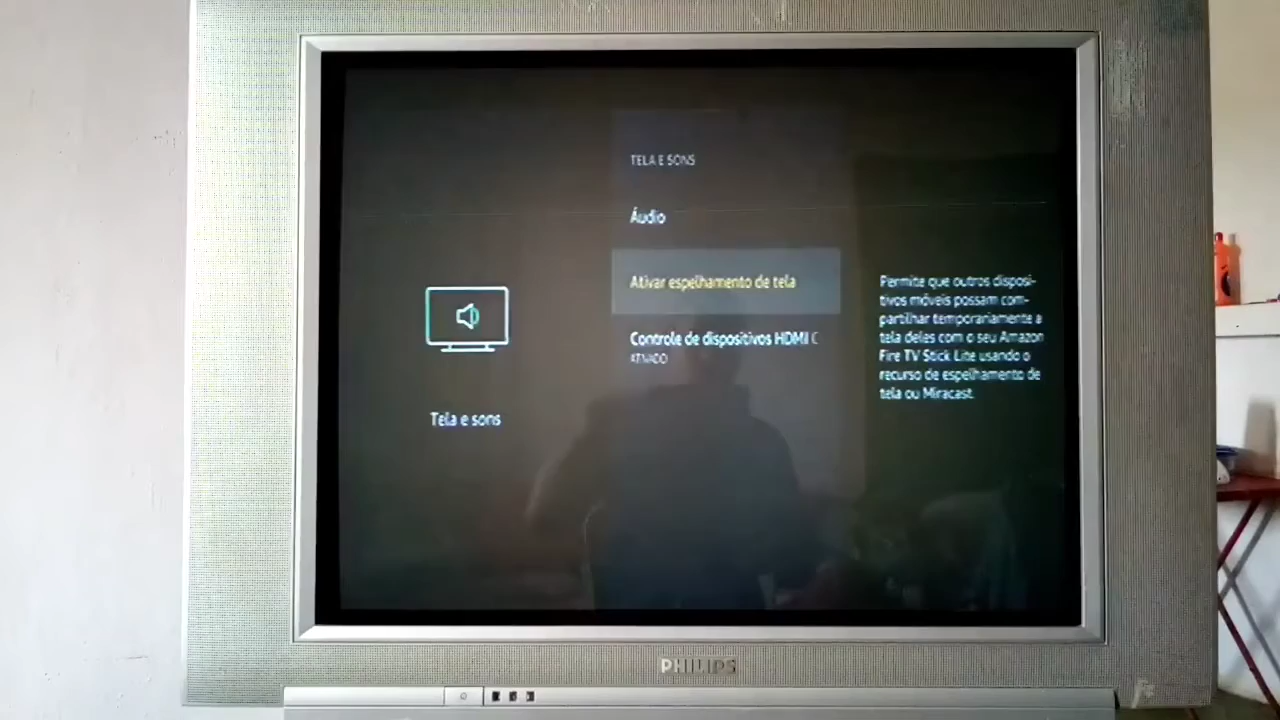 TELA E SONS
Áudio
Ativar espelhamento de tela
Controle de dispositivos HDMI C
ATIVADO
Tela e sons
Permite que outros disposi-
tivos móveis possam com-
partilhar temporariamente a
tela deles com o seu Amazon
Fire TV Stick Lite usando o
recurso de espelhamento de
tela ou Miracast.
PHILIPS